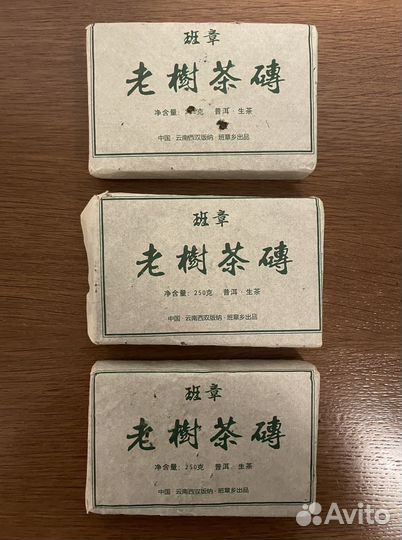 班章
老樹茶磚
净含量: 克 普洱·生茶
中国·云南西双版纳·班章乡出品
班章
老樹茶磚
净含量: 250克 普洱·生茶
中国·云南西双版纳·班章乡出品
班章
老樹茶磚
净含量: 250克 普洱·生茶
中国·云南西双版纳·班章乡出品
Avito